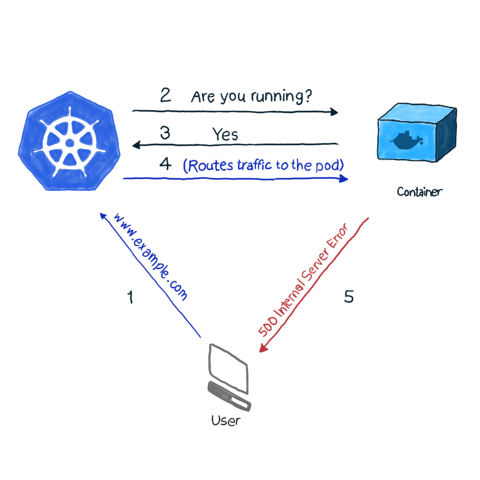 2 Are you running?
3 Yes
4 (Routes traffic to the pod)
Container
www.example.com
500 Internal Server Error
1
5
User